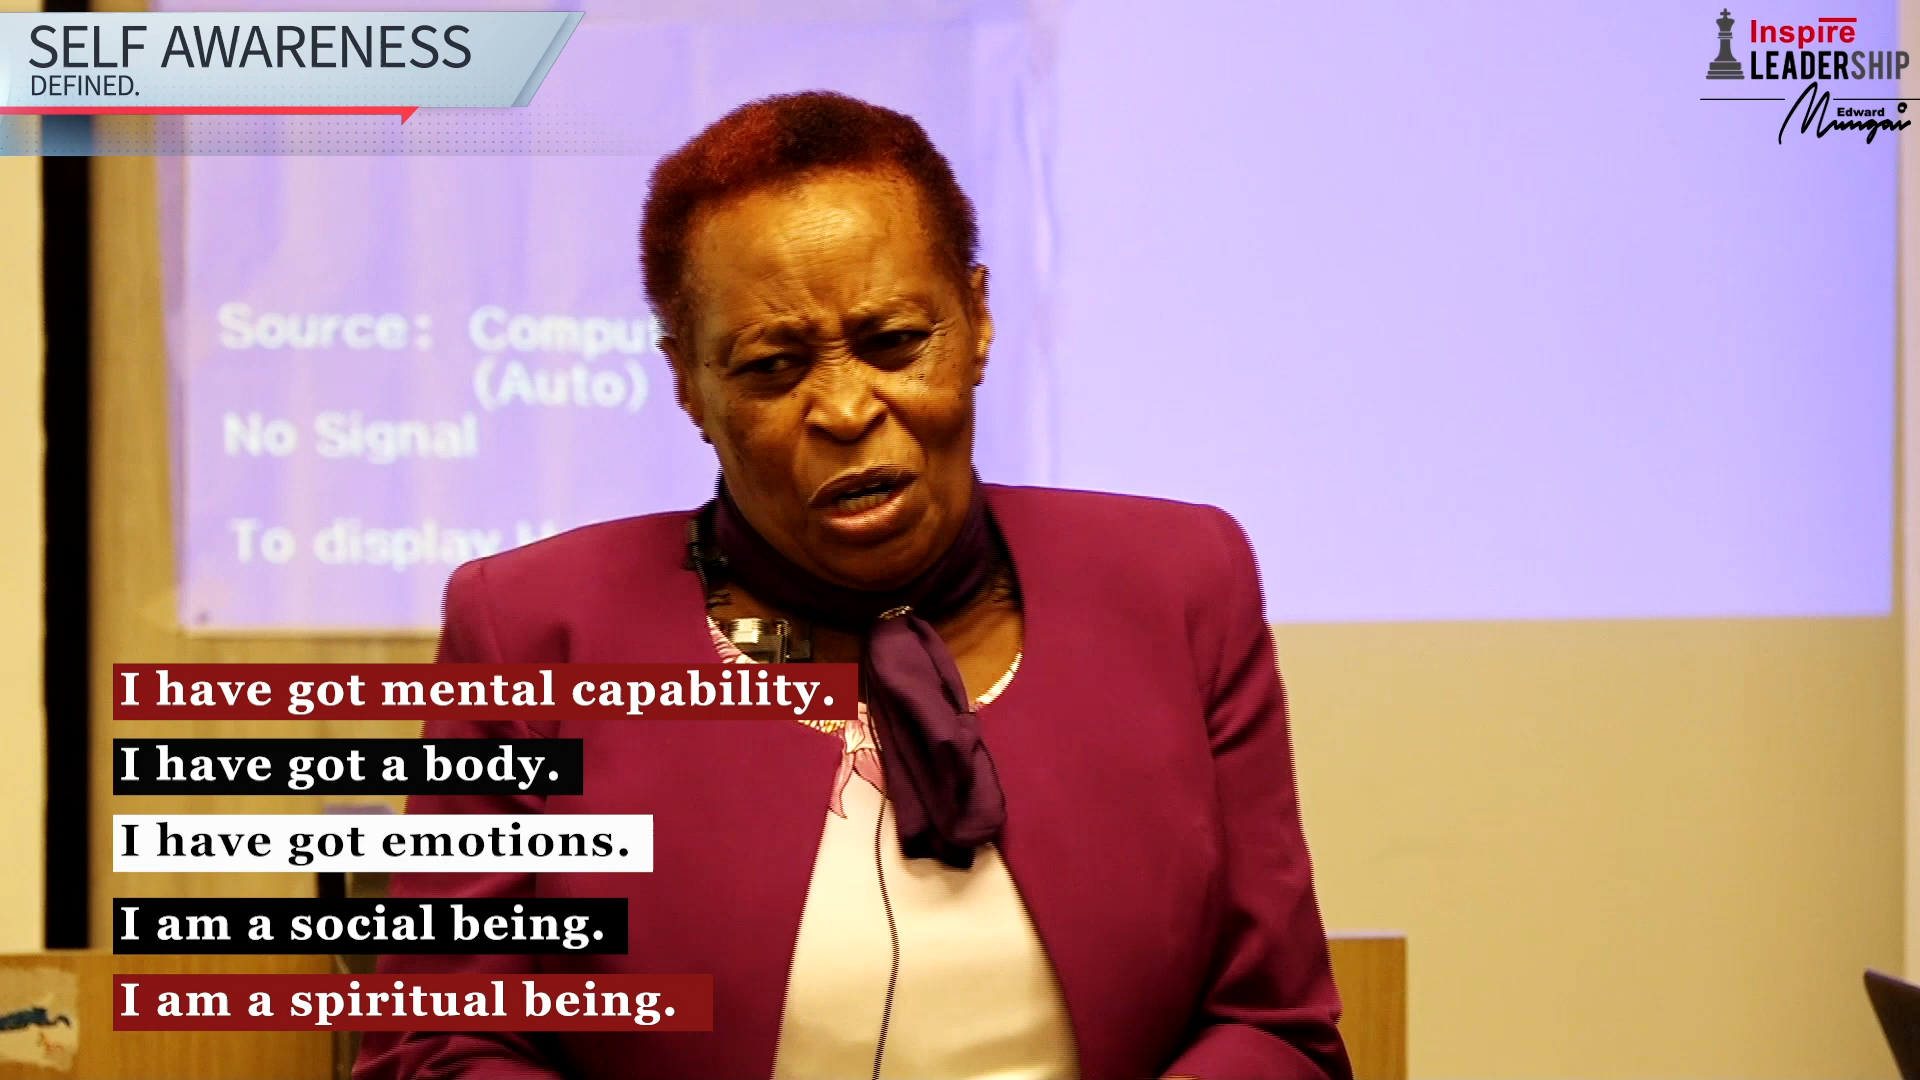 SELF AWARENESS
DEFINED.
Inspire
LEADERSHIP
Edward
Mungai
Source: Comput
(Auto)
No Signal
To display
I have got mental capability.
I have got a body.
I have got emotions.
I am a social being.
I am a spiritual being.